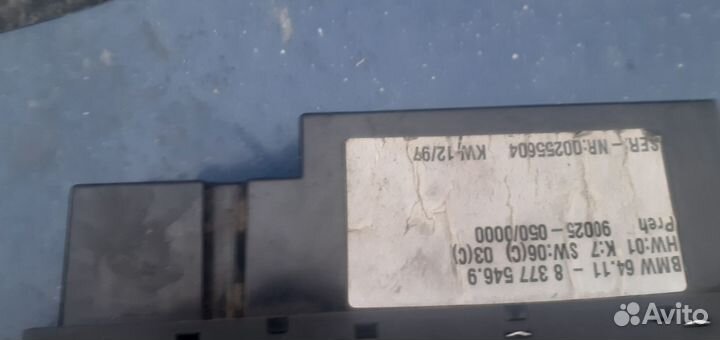 BMW 64.11 - 8 377 546.9
HW:01 K:7 SW:06(C) 03(C)
Preh 90025-050/0000
SER.-NR:00255604 KW-12/97
Avito